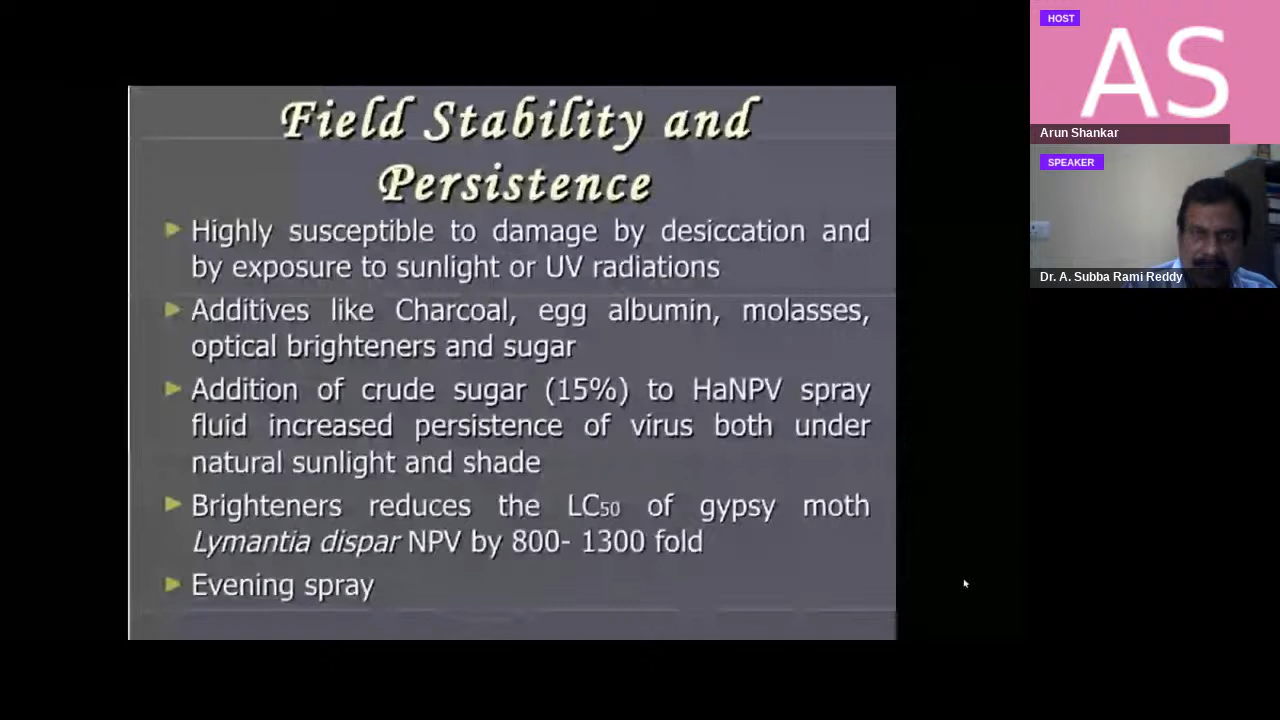 Field Stability and
Persistence
Highly susceptible to damage by desiccation and
by exposure to sunlight or UV radiations
Additives like Charcoal, egg albumin, molasses,
optical brighteners and sugar
Addition of crude sugar (15%) to HaNPV spray
fluid increased persistence of virus both under
natural sunlight and shade
Brighteners reduces the LC50 of gypsy moth
Lymantia dispar NPV by 800- 1300 fold
Evening spray
HOST
AS
Arun Shankar
SPEAKER
Dr. A. Subba Rami Reddy